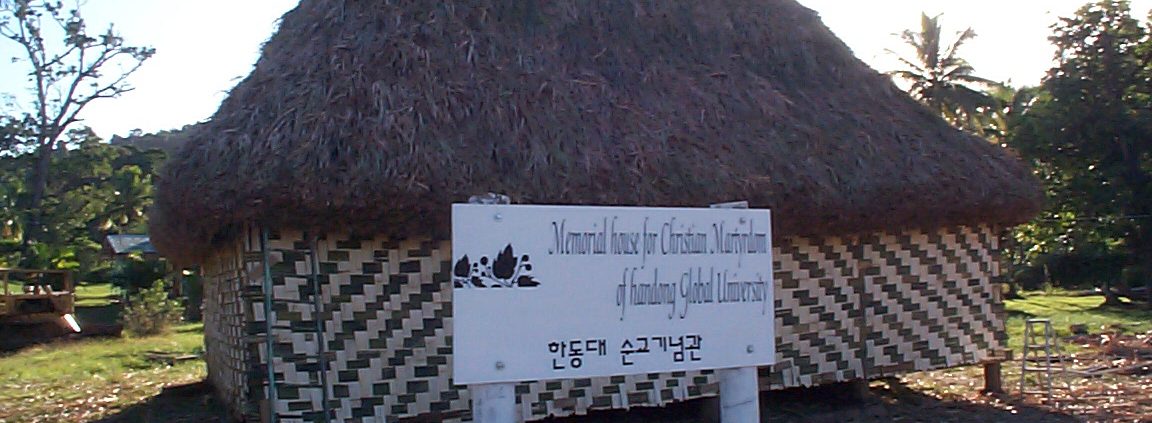 Memorial house for Christian Martyrdom
of handong Global University
한동대 순교기념관